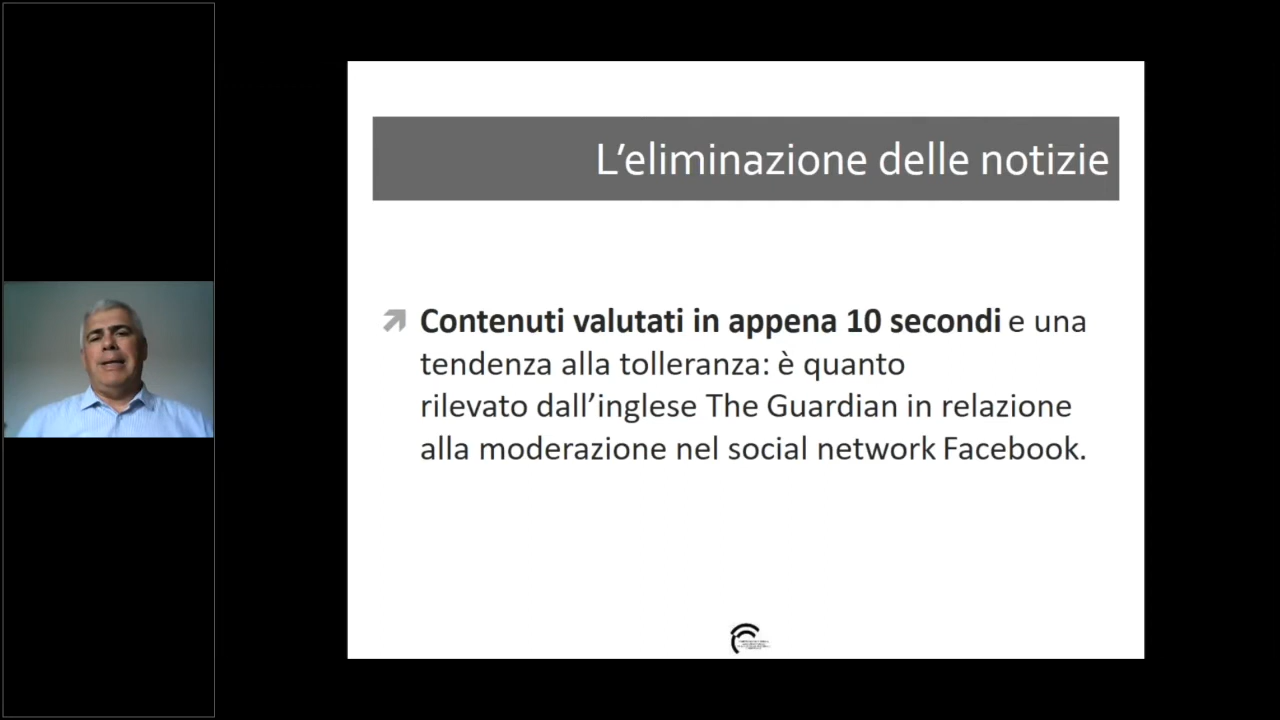 L’eliminazione delle notizie
Contenuti valutati in appena 10 secondi e una
tendenza alla tolleranza: è quanto
rilevato dall’inglese The Guardian in relazione
alla moderazione nel social network Facebook.